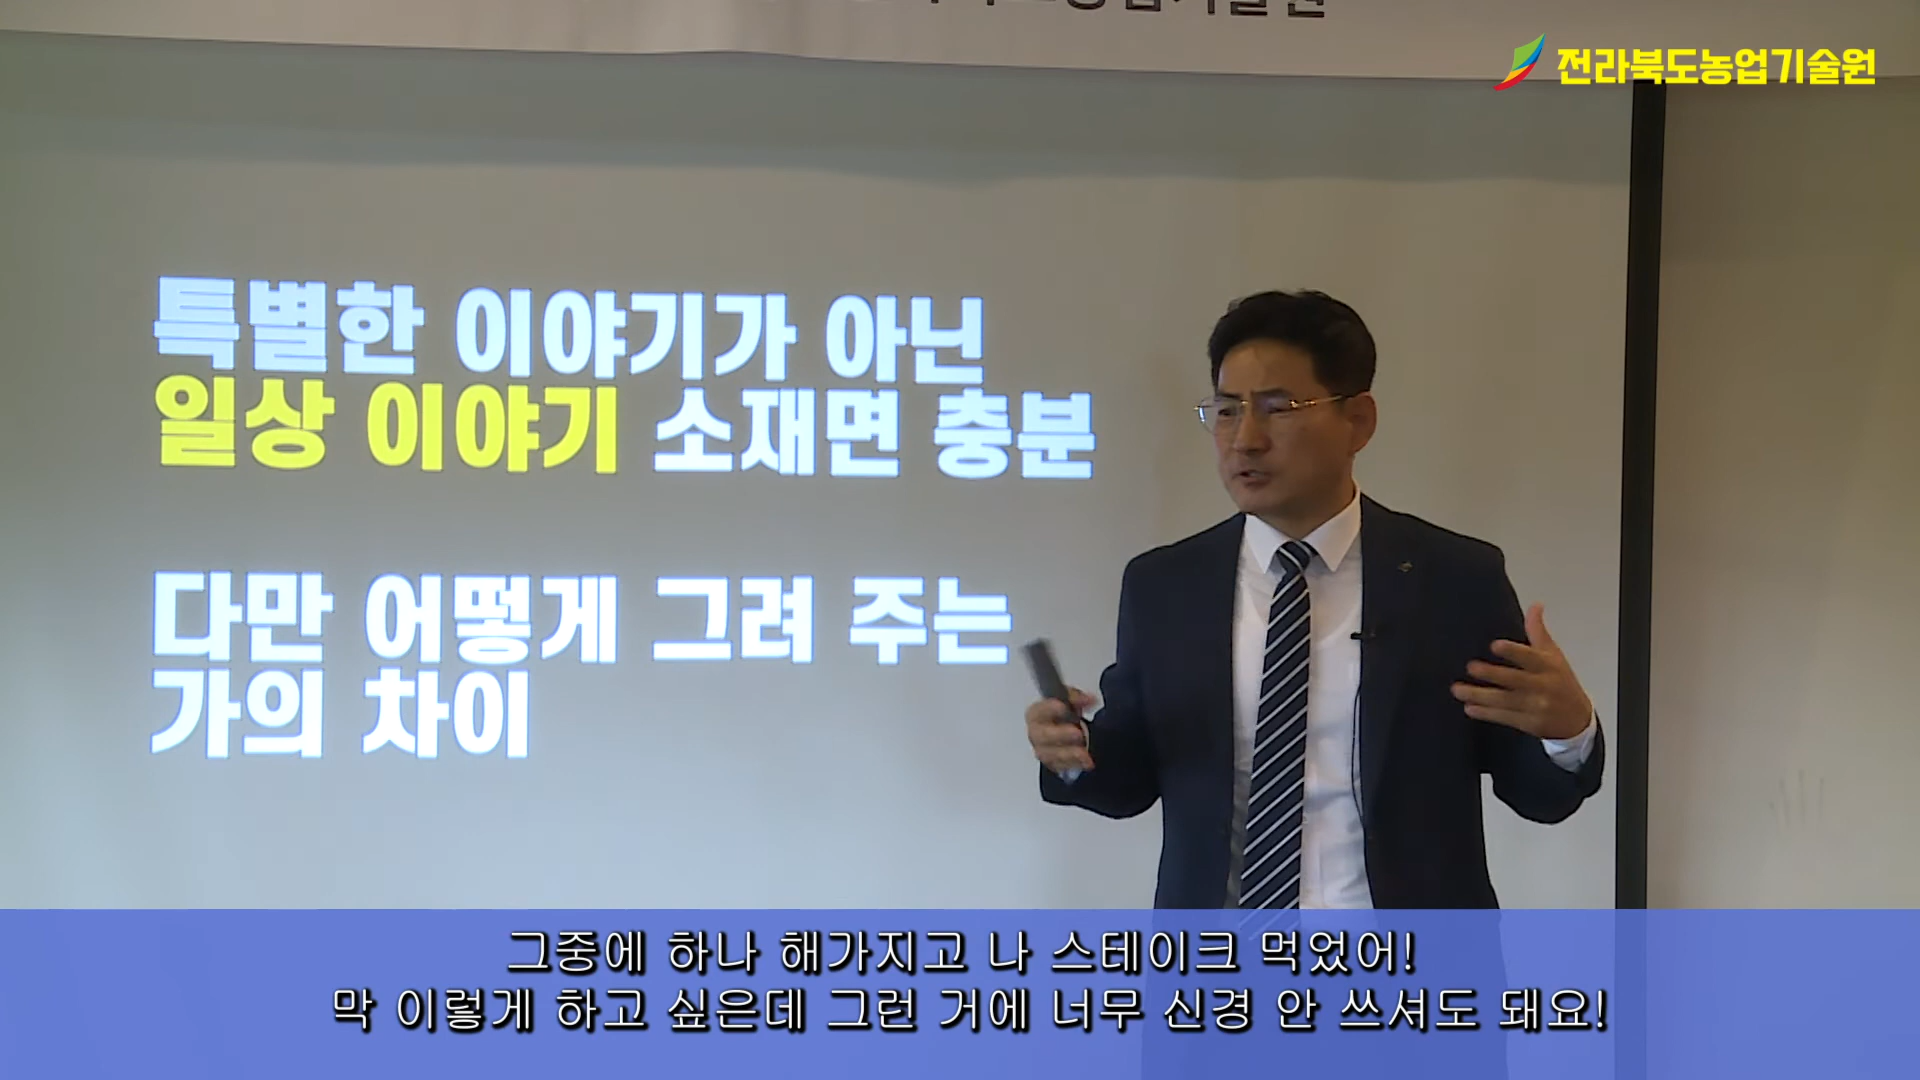 전라북도농업기술원
특별한 이야기가 아닌
일상 이야기 소재면 충분
다만 어떻게 그려 주는
가의 차이
그중에 하나 해가지고 나 스테이크 먹었어!
막 이렇게 하고 싶은데 그런 거에 너무 신경 안 쓰셔도 돼요!